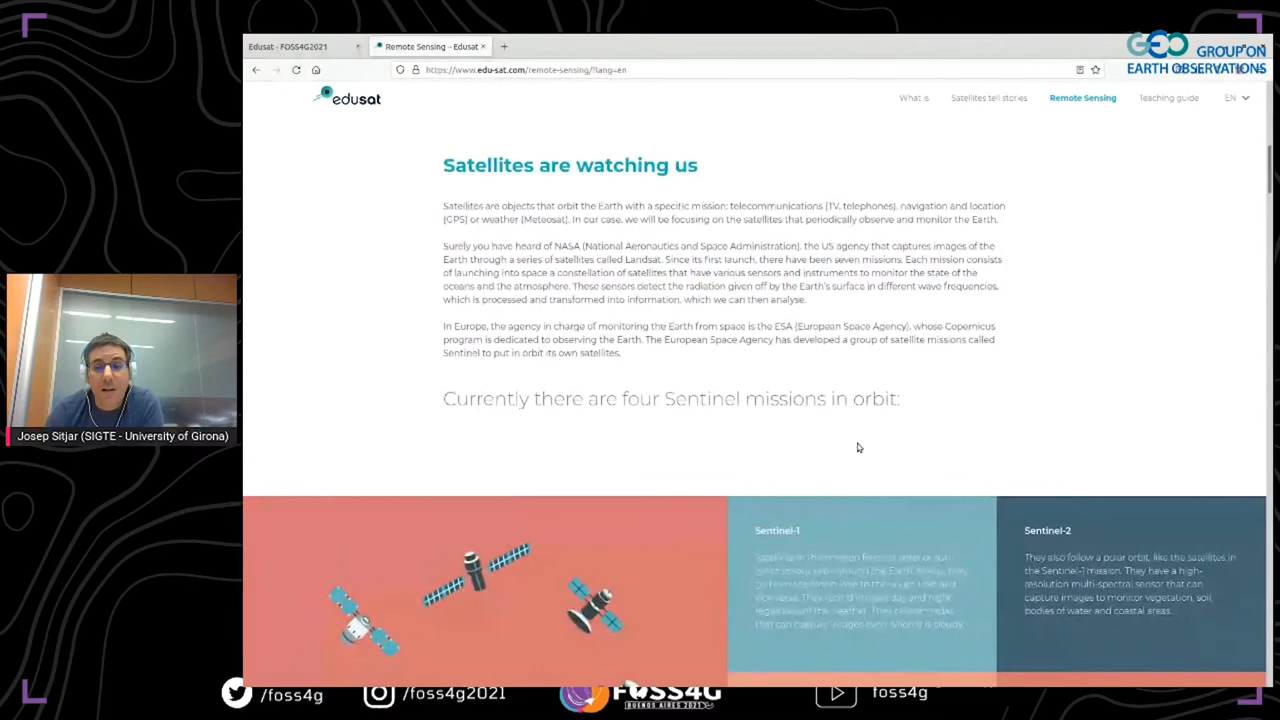 Edusat - FOSS4G2021
Remote Sensing – Edusat
https://www.edu-sat.com/remote-sensing/?lang=en
GEO GROUP ON
EARTH OBSERVATIONS
edusat
What is
Satellites tell stories
Remote Sensing
Teaching guide
EN
Satellites are watching us
Satellites are objects that orbit the Earth with a specific mission: telecommunications (TV, telephones), navigation and location
(GPS) or weather (Meteosat). In our case, we will be focusing on the satellites that periodically observe and monitor the Earth.
Surely you have heard of NASA (National Aeronautics and Space Administration), the US agency that captures images of the
Earth through a series of satellites called Landsat. Since its first launch, there have been seven missions. Each mission consists
of launching into space a constellation of satellites that have various sensors and instruments to monitor the state of the
oceans and the atmosphere. These sensors detect the radiation given off by the Earth's surface in different wave frequencies,
which is processed and transformed into information, which we can then analyse.
In Europe, the agency in charge of monitoring the Earth from space is the ESA (European Space Agency), whose Copernicus
program is dedicated to observing the Earth. The European Space Agency has developed a group of satellite missions called
Sentinel to put in orbit its own satellites.
Currently there are four Sentinel missions in orbit:
Josep Sitjar (SIGTE - University of Girona)
Sentinel-1
that can capture images even when it is cloudy.
Sentinel-2
They also follow a polar orbit, like the satellites in
the Sentinel-1 mission. They have a high-
resolution multi-spectral sensor that can
capture images to monitor vegetation, soil,
bodies of water and coastal areas.
/foss4g
/foss4g2021
FOSS4G
BUENOS AIRES 2021
foss4g